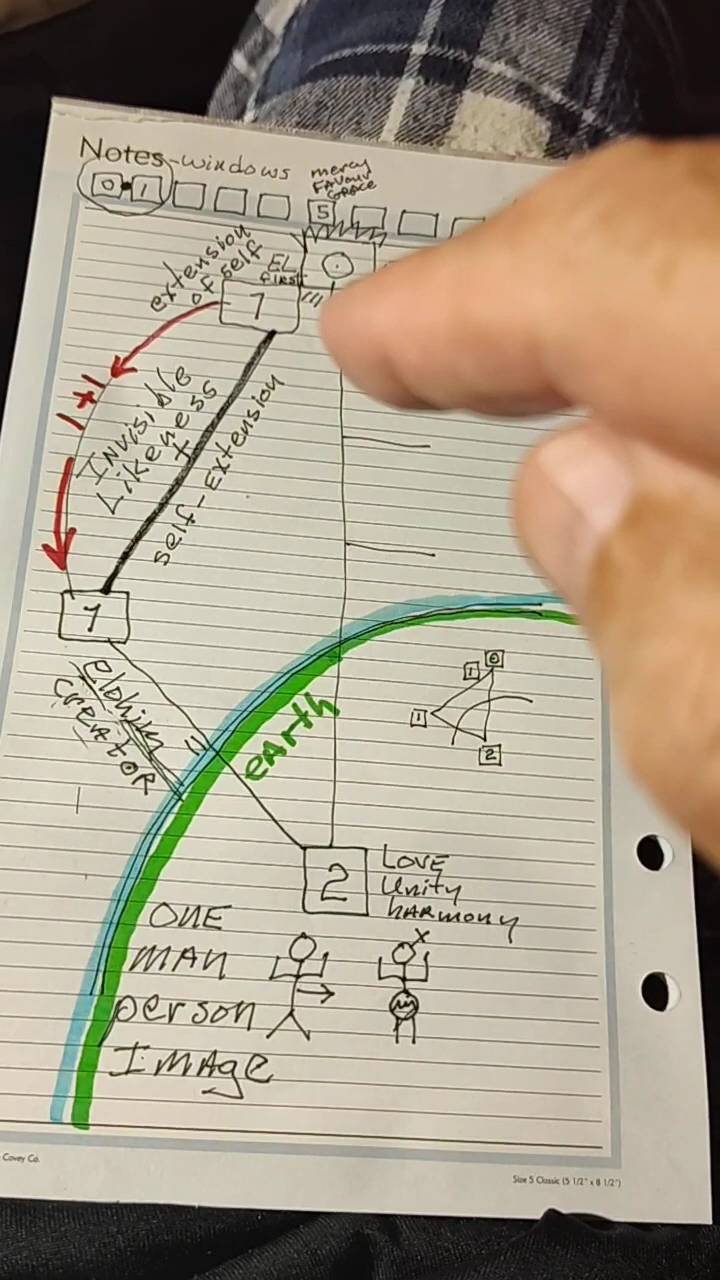 Notes-windows
mercy
FAVOUR
GRACE
0 1
5
extension
of self
EL
first
1
1+1
Invisible
Likeness
+
self-extension
1
elohim
CREATOR
eARth
1 0
1
2
2
LOVE
Unity
hARmony
ONE
MAN
person
IMAge
Covey Co.
Size 5 Classic (5 1/2" x 8 1/2")